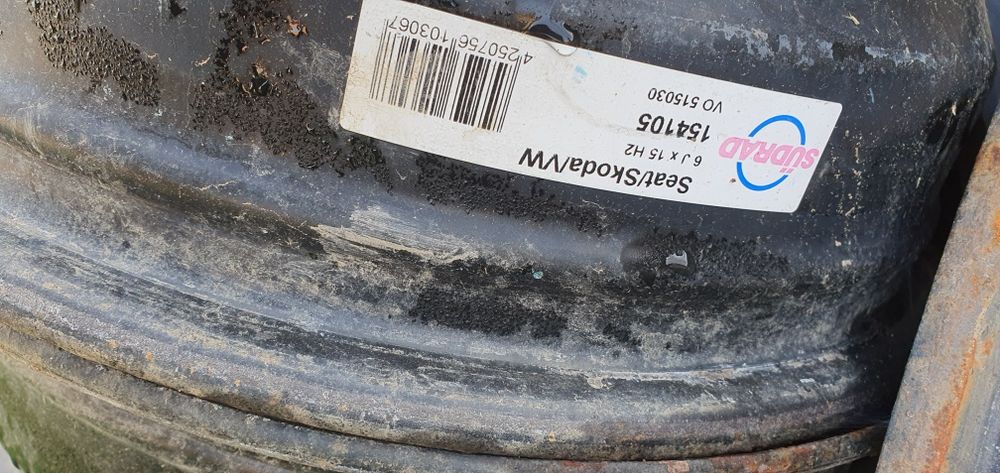 Seat/Skoda/VW
SÜDRAD
6 J x 15 H2
154105
VO 515030
4 250756 103067